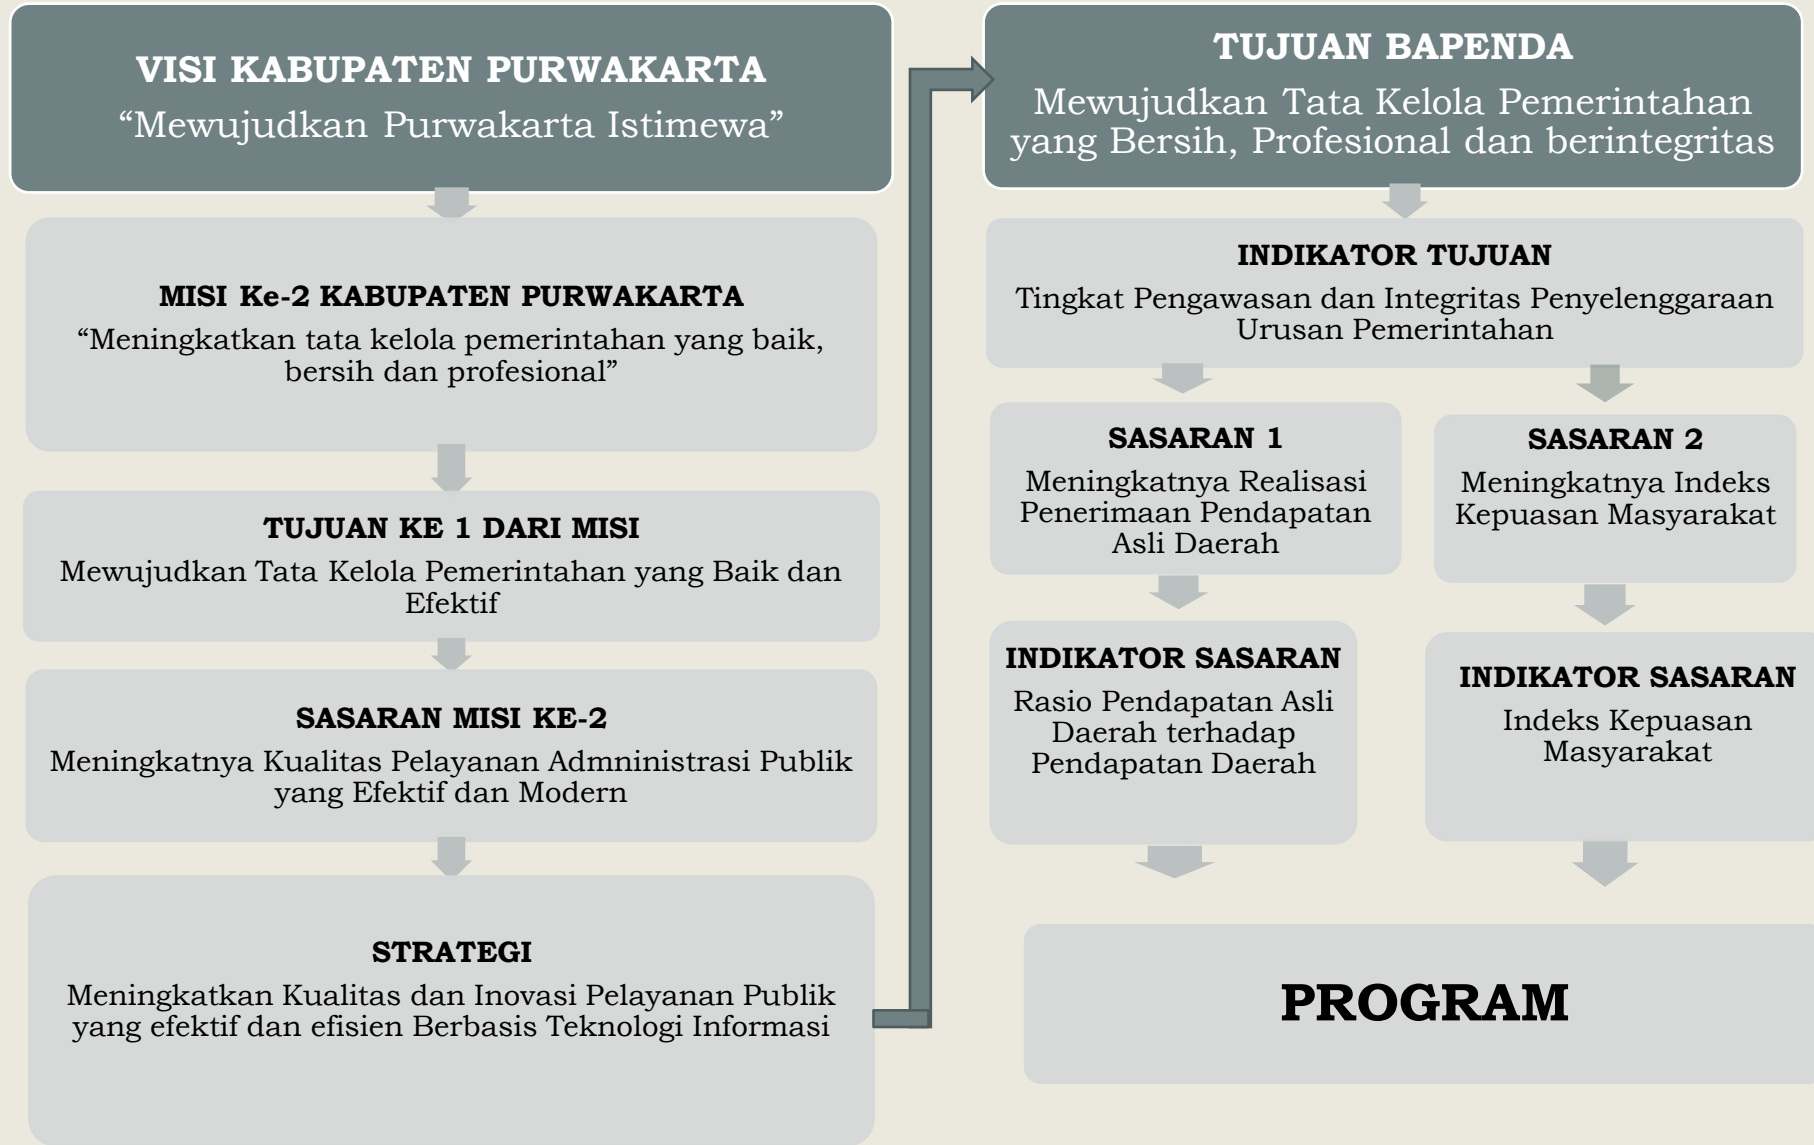 VISI KABUPATEN PURWAKARTA
“Mewujudkan Purwakarta Istimewa”
MISI Ke-2 KABUPATEN PURWAKARTA
“Meningkatkan tata kelola pemerintahan yang baik,
bersih dan profesional”
TUJUAN KE 1 DARI MISI
Mewujudkan Tata Kelola Pemerintahan yang Baik dan
Efektif
SASARAN MISI KE-2
Meningkatnya Kualitas Pelayanan Admninistrasi Publik
yang Efektif dan Modern
STRATEGI
Meningkatkan Kualitas dan Inovasi Pelayanan Publik
yang efektif dan efisien Berbasis Teknologi Informasi
TUJUAN BAPENDA
Mewujudkan Tata Kelola Pemerintahan
yang Bersih, Profesional dan berintegritas
INDIKATOR TUJUAN
Tingkat Pengawasan dan Integritas Penyelenggaraan
Urusan Pemerintahan
SASARAN 1
Meningkatnya Realisasi
Penerimaan Pendapatan
Asli Daerah
INDIKATOR SASARAN
Rasio Pendapatan Asli
Daerah terhadap
Pendapatan Daerah
SASARAN 2
Meningkatnya Indeks
Kepuasan Masyarakat
INDIKATOR SASARAN
Indeks Kepuasan
Masyarakat
PROGRAM